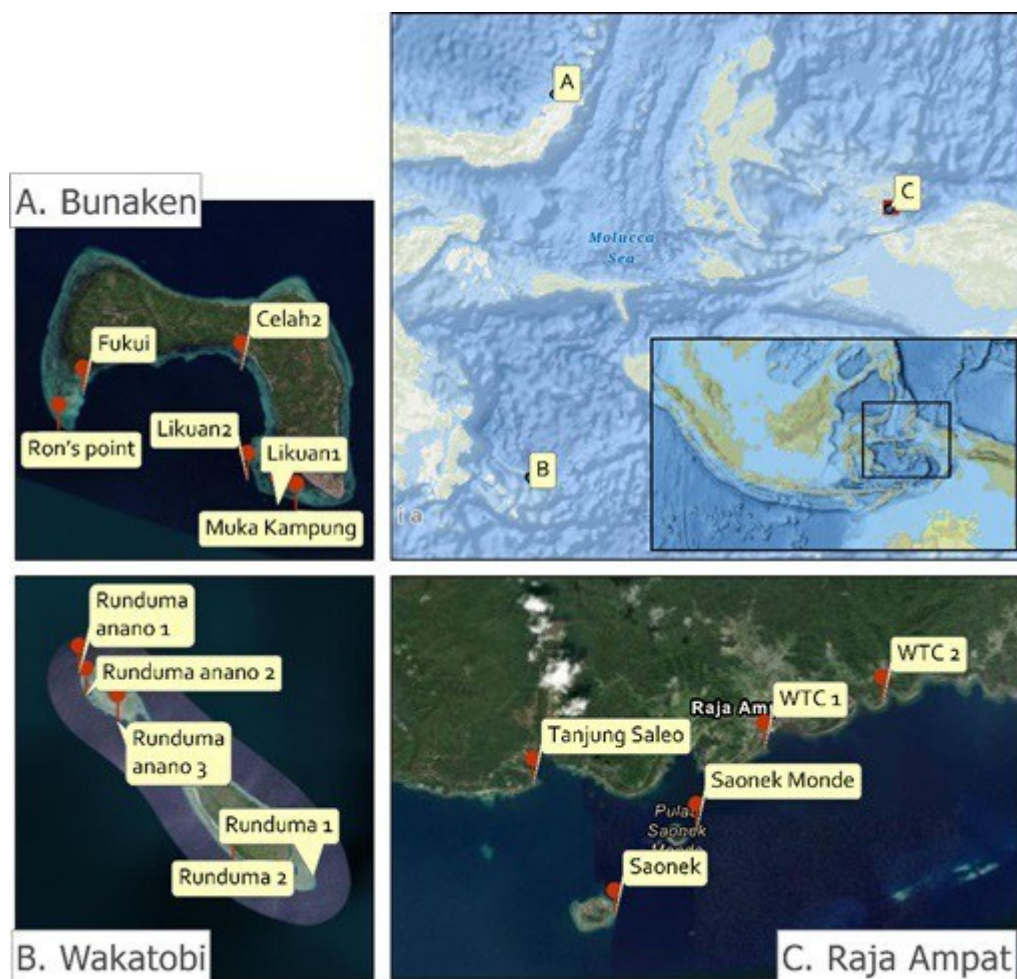 A. Bunaken
Fukui
Celah2
Ron's point
Likuan2
Likuan1
Muka Kampung
A
C
Molucca
Sea
B
i a
Runduma
anano 1
Runduma anano 2
Runduma
anano 3
Runduma 1
Runduma 2
B. Wakatobi
WTC 2
Raja Am
WTC 1
Tanjung Saleo
Saonek Monde
Pula
Saonek
Saonek
C. Raja Ampat